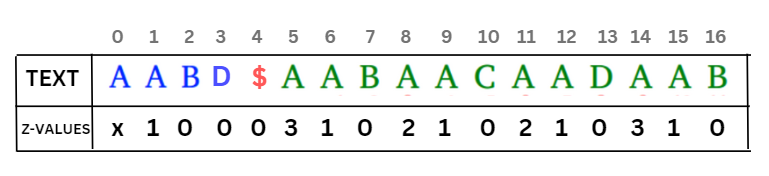 0 1 2 3 4 5 6 7 8 9 10 11 12 13 14 15 16
TEXT A A B D $ A A B A A C A A D A A B
Z-VALUES x 1 0 0 0 3 1 0 2 1 0 2 1 0 3 1 0